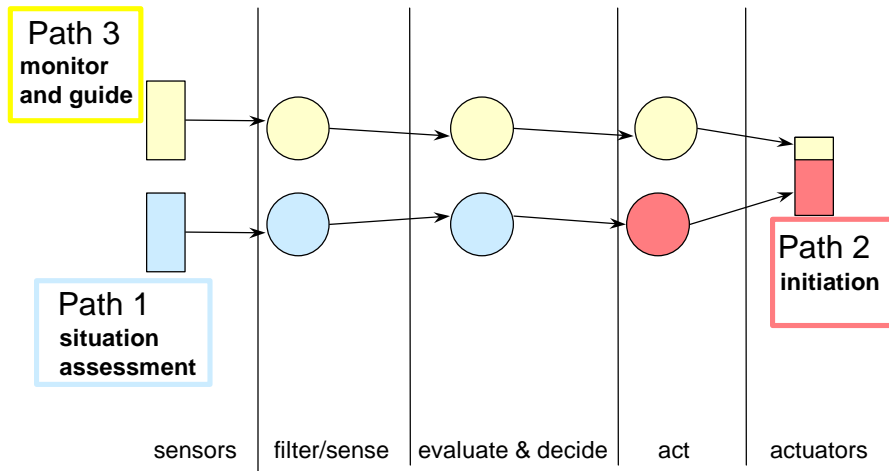 Path 3
monitor
and guide
Path 1
situation
assessment
Path 2
initiation
sensors
filter/sense
evaluate & decide
act
actuators